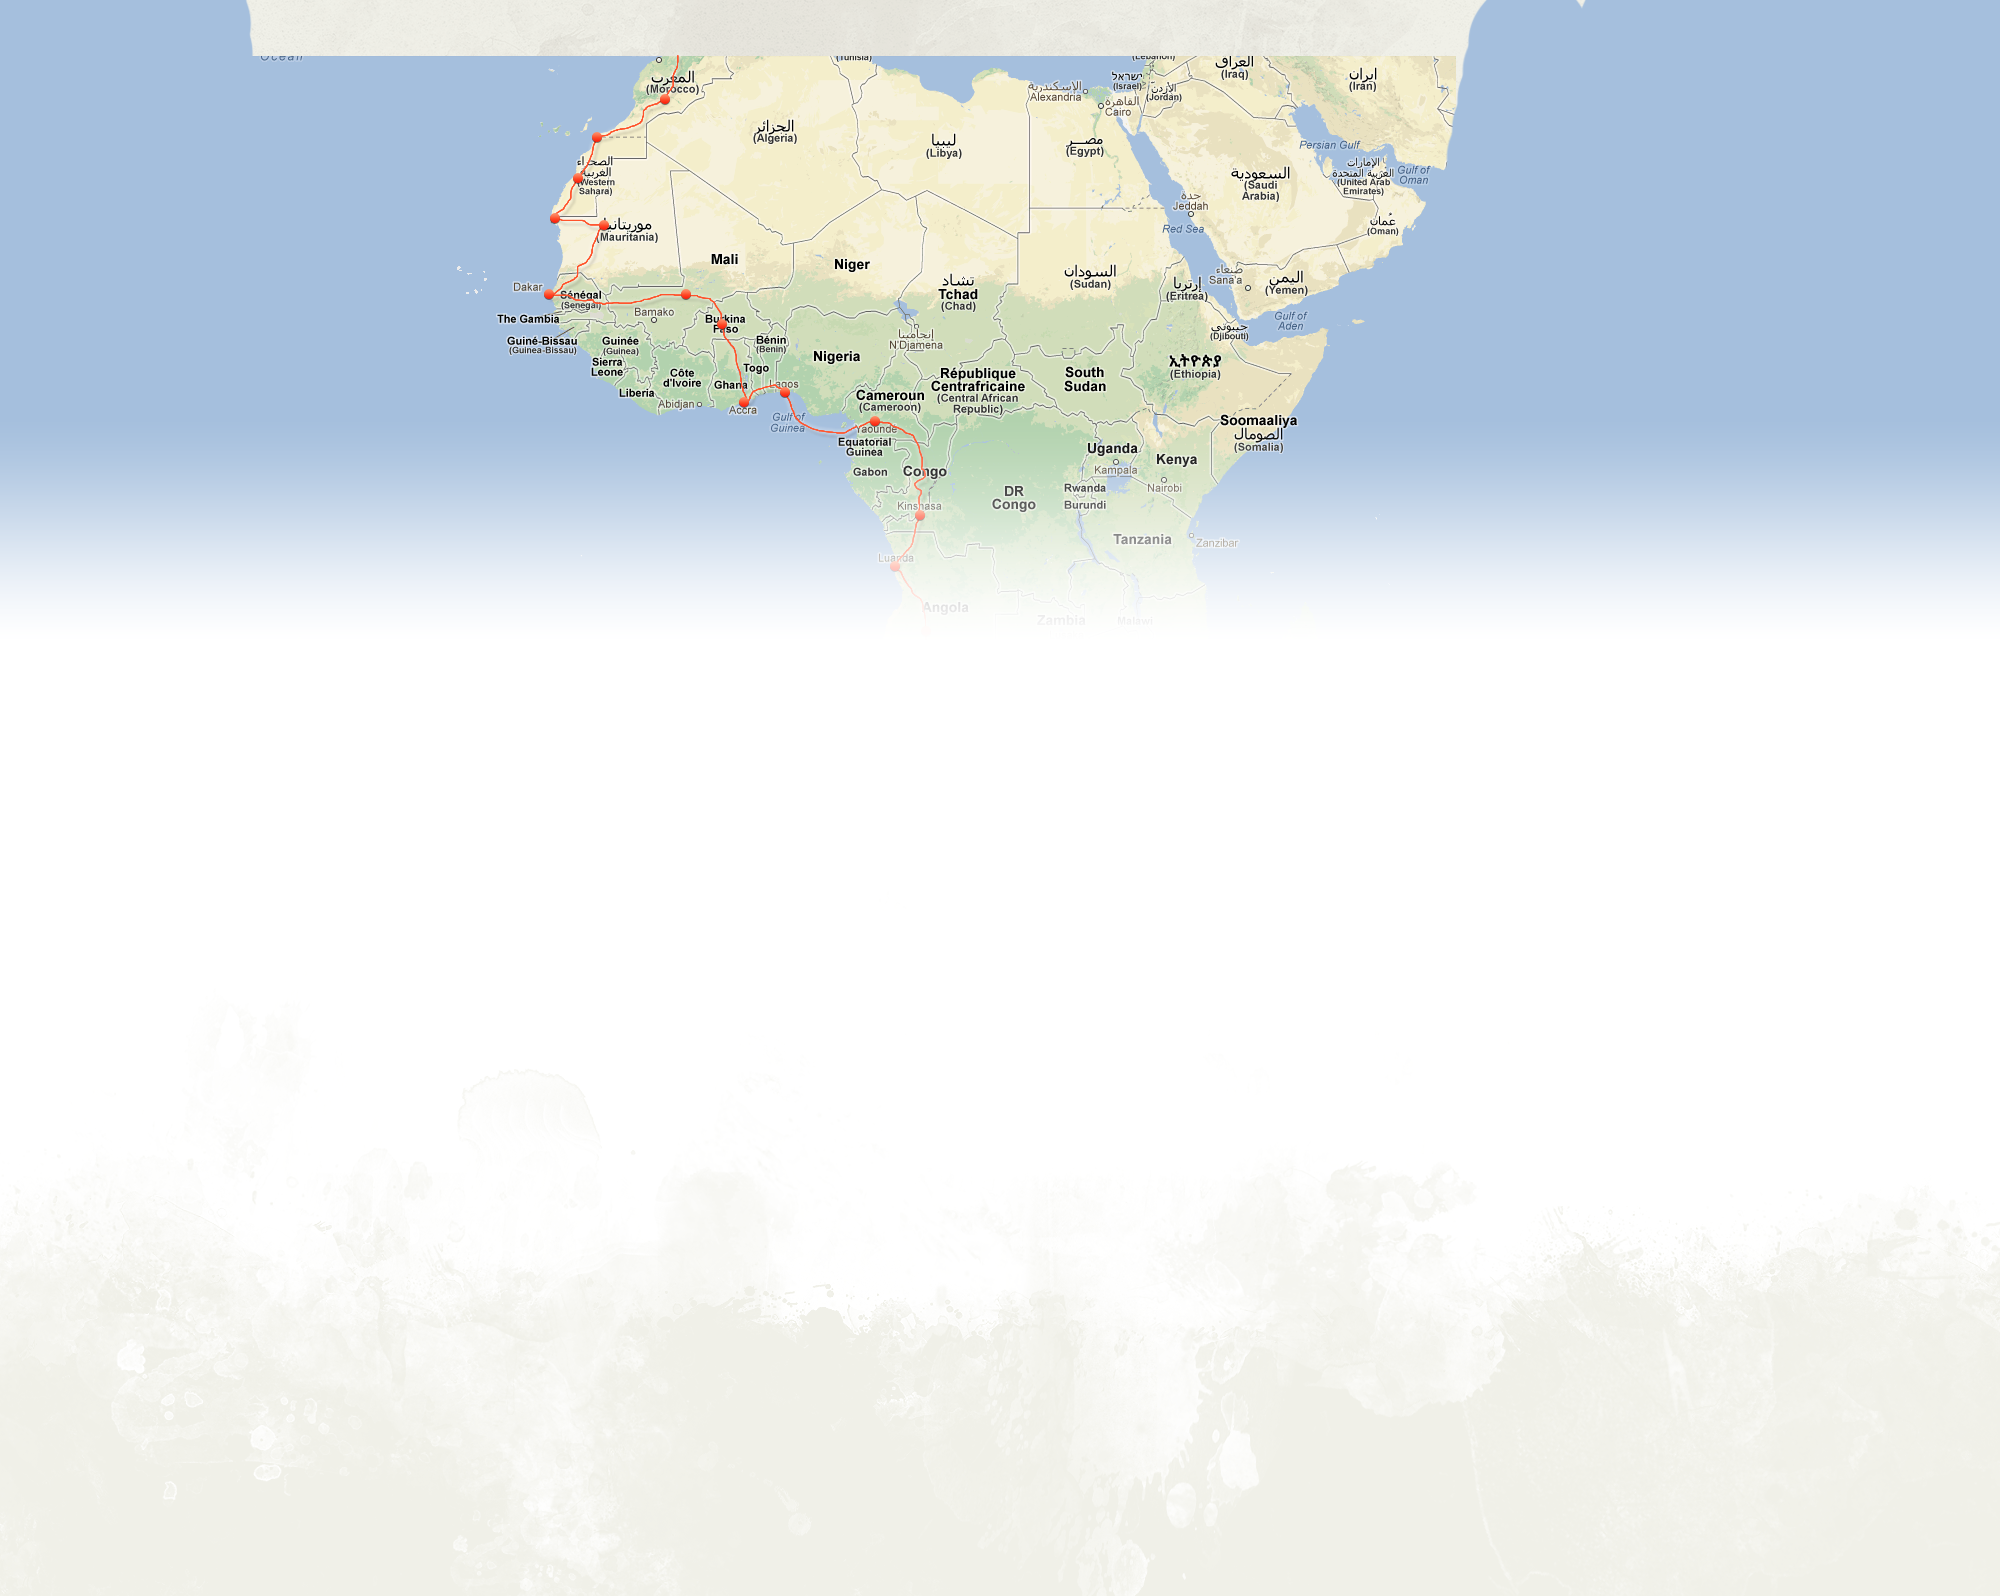 Ocean
(Tunisia)
(Lebanon)
العراق
(Iraq)
ایران
(Iran)
المغرب
(Morocco)
ישראל
(Israel)
الإسكندرية
Alexandria
الأردن
(Jordan)
القاهرة
Cairo
الجزائر
(Algeria)
ليبيا
(Libya)
مصر
(Egypt)
Persian Gulf
الصحراء
الغربية
(Western
Sahara)
السعودية
(Saudi
Arabia)
الإمارات
العربية المتحدة
(United Arab
Emirates)
Gulf of
Oman
جدة
Jeddah
Red Sea
عُمان
(Oman)
موريتانيا
(Mauritania)
Mali
Niger
تشاد
Tchad
(Chad)
السودان
(Sudan)
إرتريا
(Eritrea)
صنعاء
Sana'a
اليمن
(Yemen)
Dakar
Sénégal
(Senegal)
The Gambia
Bamako
Burkina
Faso
Gulf of
Aden
جيبوتي
(Djibouti)
Guiné-Bissau
(Guinea-Bissau)
Guinée
(Guinea)
Bénin
(Benin)
إنجامينا
N'Djamena
Nigeria
ኢትዮጵያ
(Ethiopia)
Sierra
Leone
Côte
d'Ivoire
Togo
Ghana
Lagos
République
Centrafricaine
(Central African
Republic)
South
Sudan
Liberia
Abidjan
Accra
Cameroun
(Cameroon)
Gulf of
Guinea
Yaounde
Soomaaliya
الصومال
(Somalia)
Equatorial
Guinea
Uganda
Kampala
Kenya
Gabon
Congo
Nairobi
DR
Congo
Rwanda
Burundi
Kinshasa
Tanzania
Zanzibar
Luanda
Angola
Zambia
Malawi